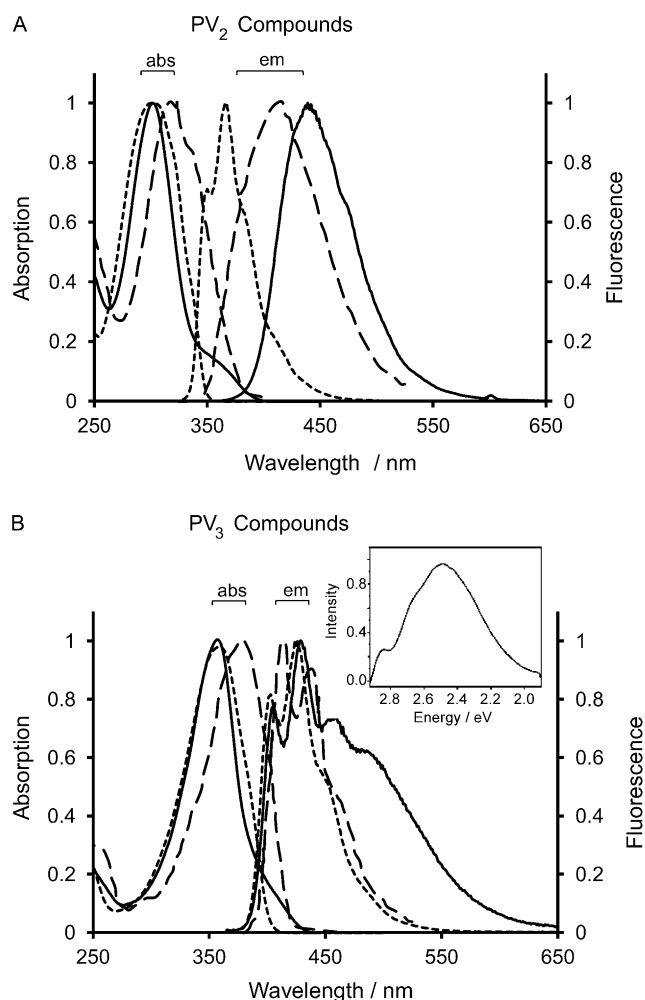 A
PV2 Compounds
abs em
1 1
0.8 0.8
0.6 0.6
0.4 0.4
0.2 0.2
0 0
250 350 450 550 650
Absorption
Fluorescence
Wavelength / nm
B
PV3 Compounds
abs em
1 1
0.8 0.8
0.6 0.6
0.4 0.4
0.2 0.2
0 0
250 350 450 550 650
Absorption
Fluorescence
Wavelength / nm
Intensity
0.8
0.4
0.0
2.8 2.6 2.4 2.2 2.0
Energy / eV